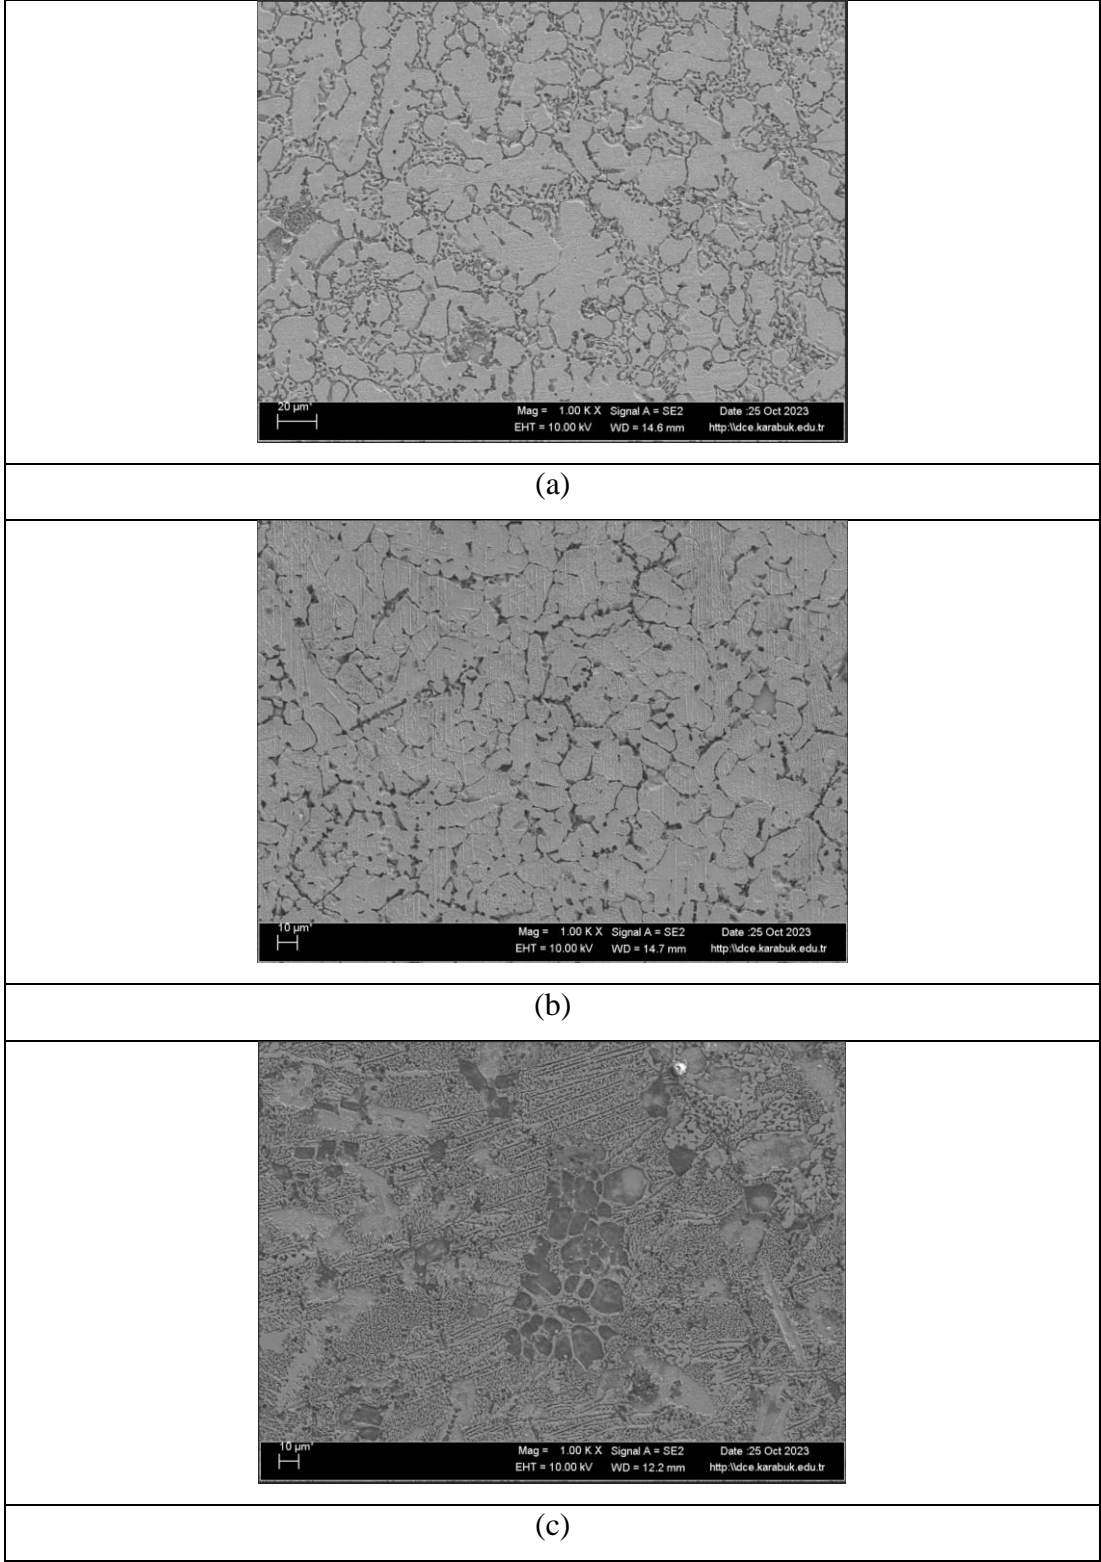 20 µm
Mag = 1.00 K X Signal A = SE2 Date :25 Oct 2023
EHT = 10.00 kV WD = 14.6 mm http:\\dce.karabuk.edu.tr
(a)
10 µm
Mag = 1.00 K X Signal A = SE2 Date :25 Oct 2023
EHT = 10.00 kV WD = 14.7 mm http:\\dce.karabuk.edu.tr
(b)
10 µm
Mag = 1.00 K X Signal A = SE2 Date :25 Oct 2023
EHT = 10.00 kV WD = 12.2 mm http:\\dce.karabuk.edu.tr
(c)